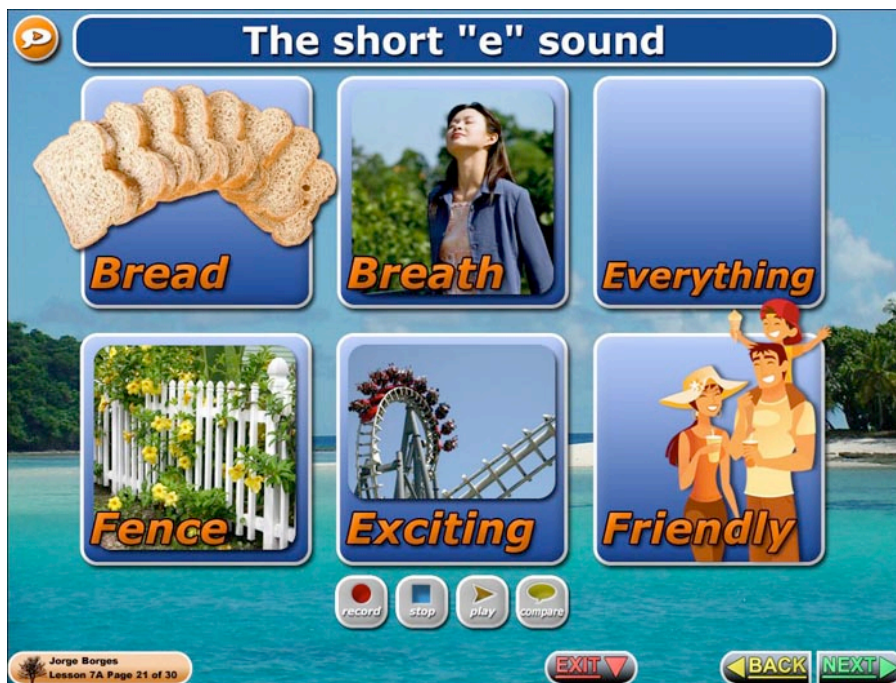 The short "e" sound
Bread
Breath
Everything
Fence
Exciting
Friendly
record
stop
play
compare
Jorge Borges
Lesson 7A Page 21 of 30
EXIT
BACK
NEXT